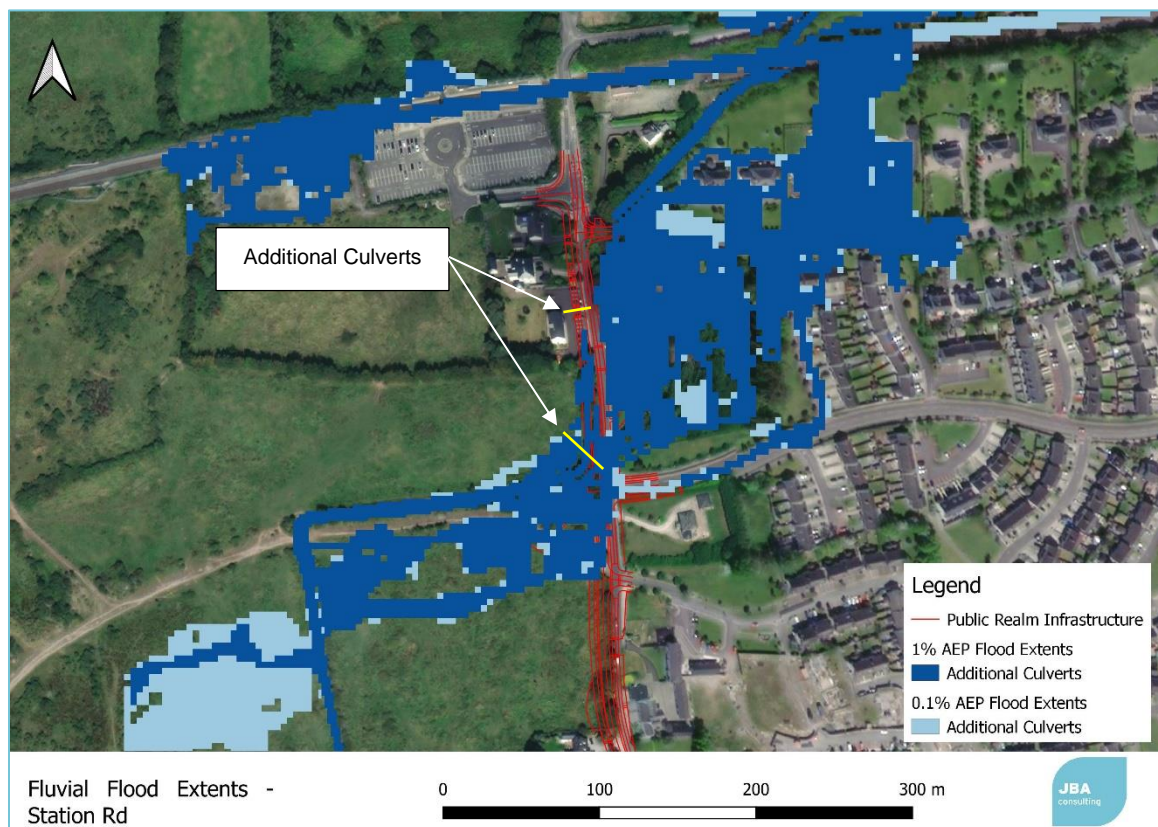 Additional Culverts
Legend
Public Realm Infrastructure
1% AEP Flood Extents
Additional Culverts
0.1% AEP Flood Extents
Additional Culverts
Fluvial Flood Extents -
Station Rd
0 100 200 300 m
JBA
consulting